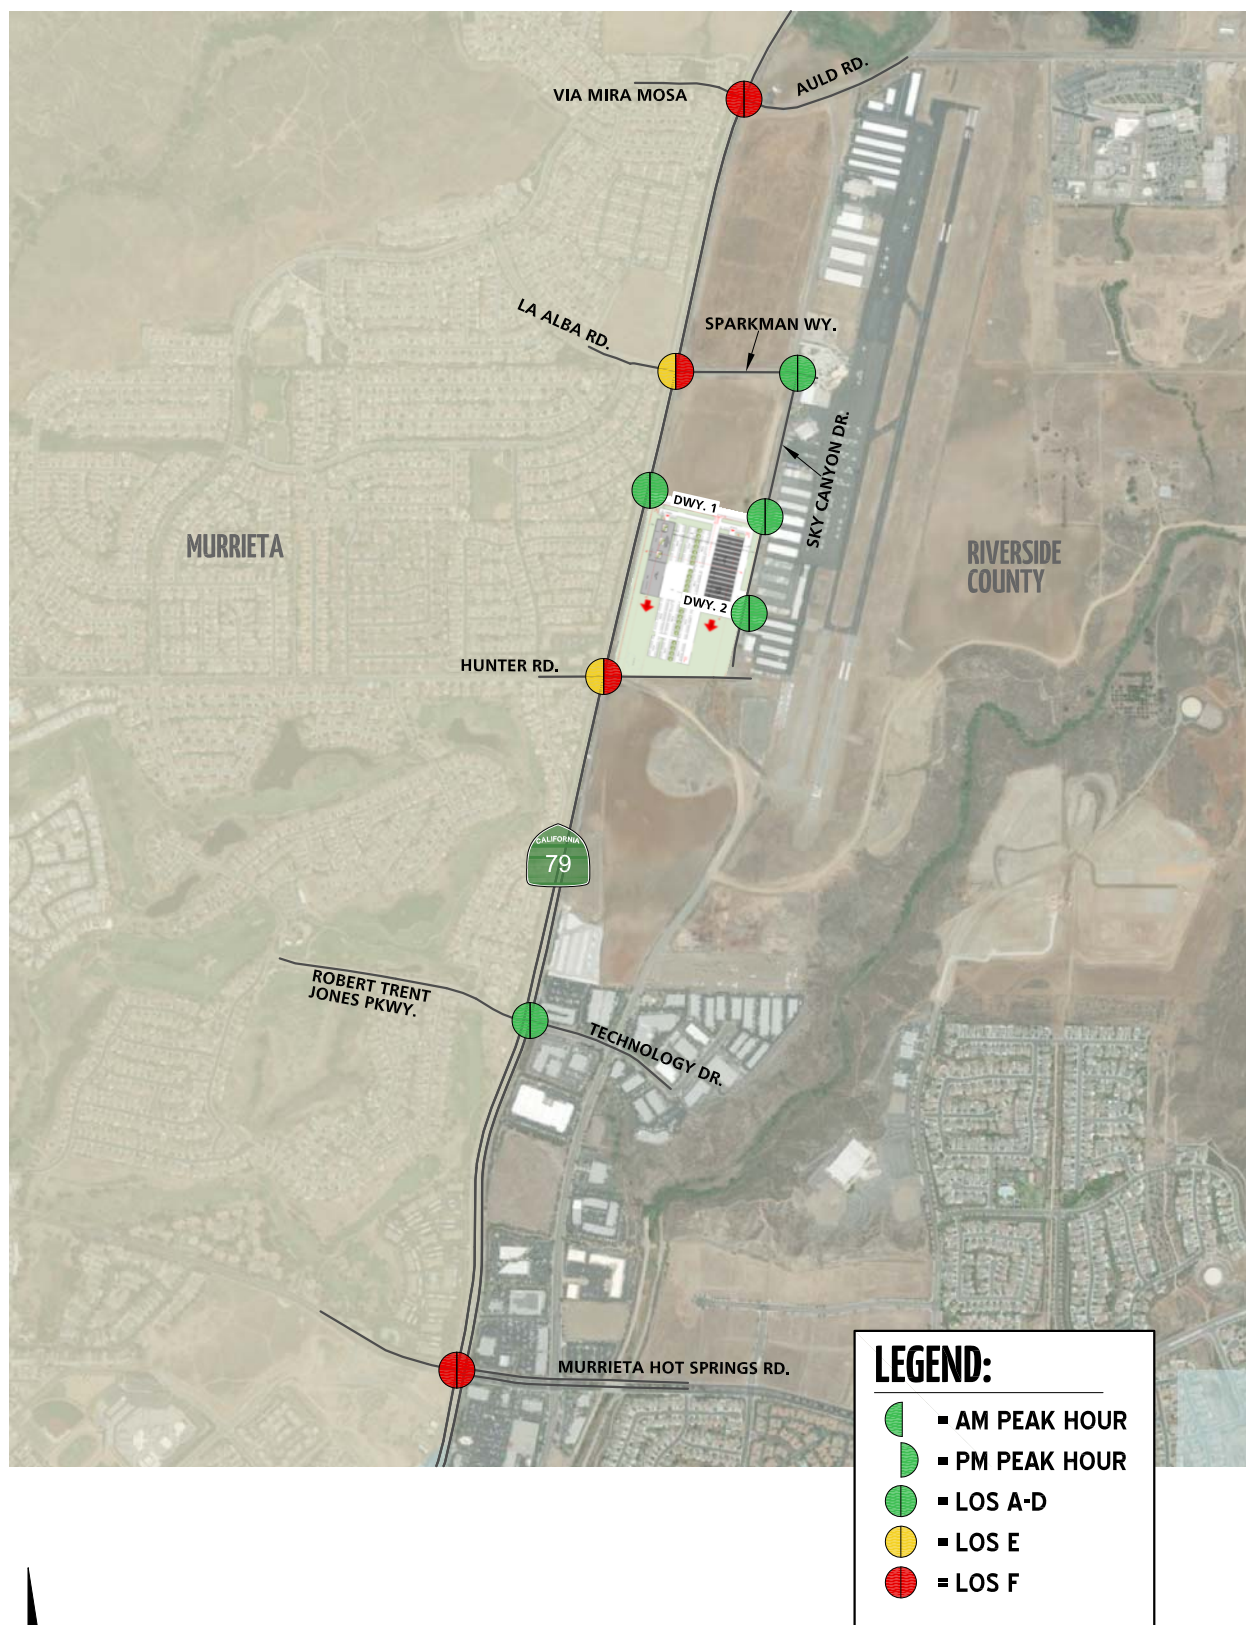 AULD RD.
VIA MIRA MOSA
LA ALBA RD.
SPARKMAN WY.
SKY CANYON DR.
DWY. 1
MURRIETA
RIVERSIDE
COUNTY
DWY. 2
HUNTER RD.
CALIFORNIA
79
ROBERT TRENT
JONES PKWY.
TECHNOLOGY DR.
MURRIETA HOT SPRINGS RD.
LEGEND:
= AM PEAK HOUR
= PM PEAK HOUR
= LOS A-D
= LOS E
= LOS F